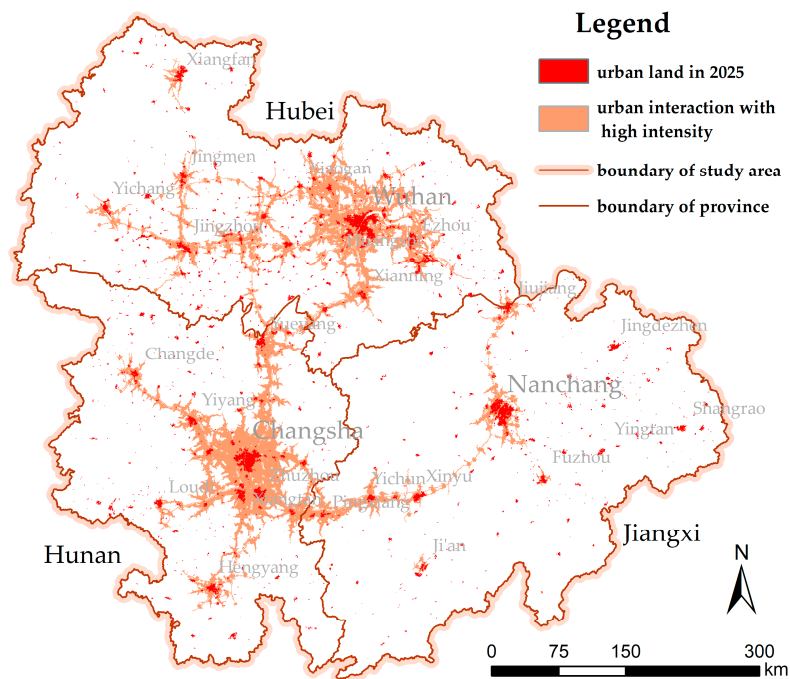 Legend
urban land in 2025
urban interaction with
high intensity
boundary of study area
boundary of province
Xiangfan
Hubei
Jingmen
Yichang
Wuhan
Jingzhou
Ezhou
Xianning
Jiujiang
Yueyang
Jingdezhen
Changde
Yiyang
Nanchang
Shangrao
Changsha
Yingtan
Fuzhou
Zhuzhou
Yichun
Xinyu
Loudi
Pingxiang
Jiangxi
Hunan
Ji'an
Hengyang
N
0 75 150 300
km